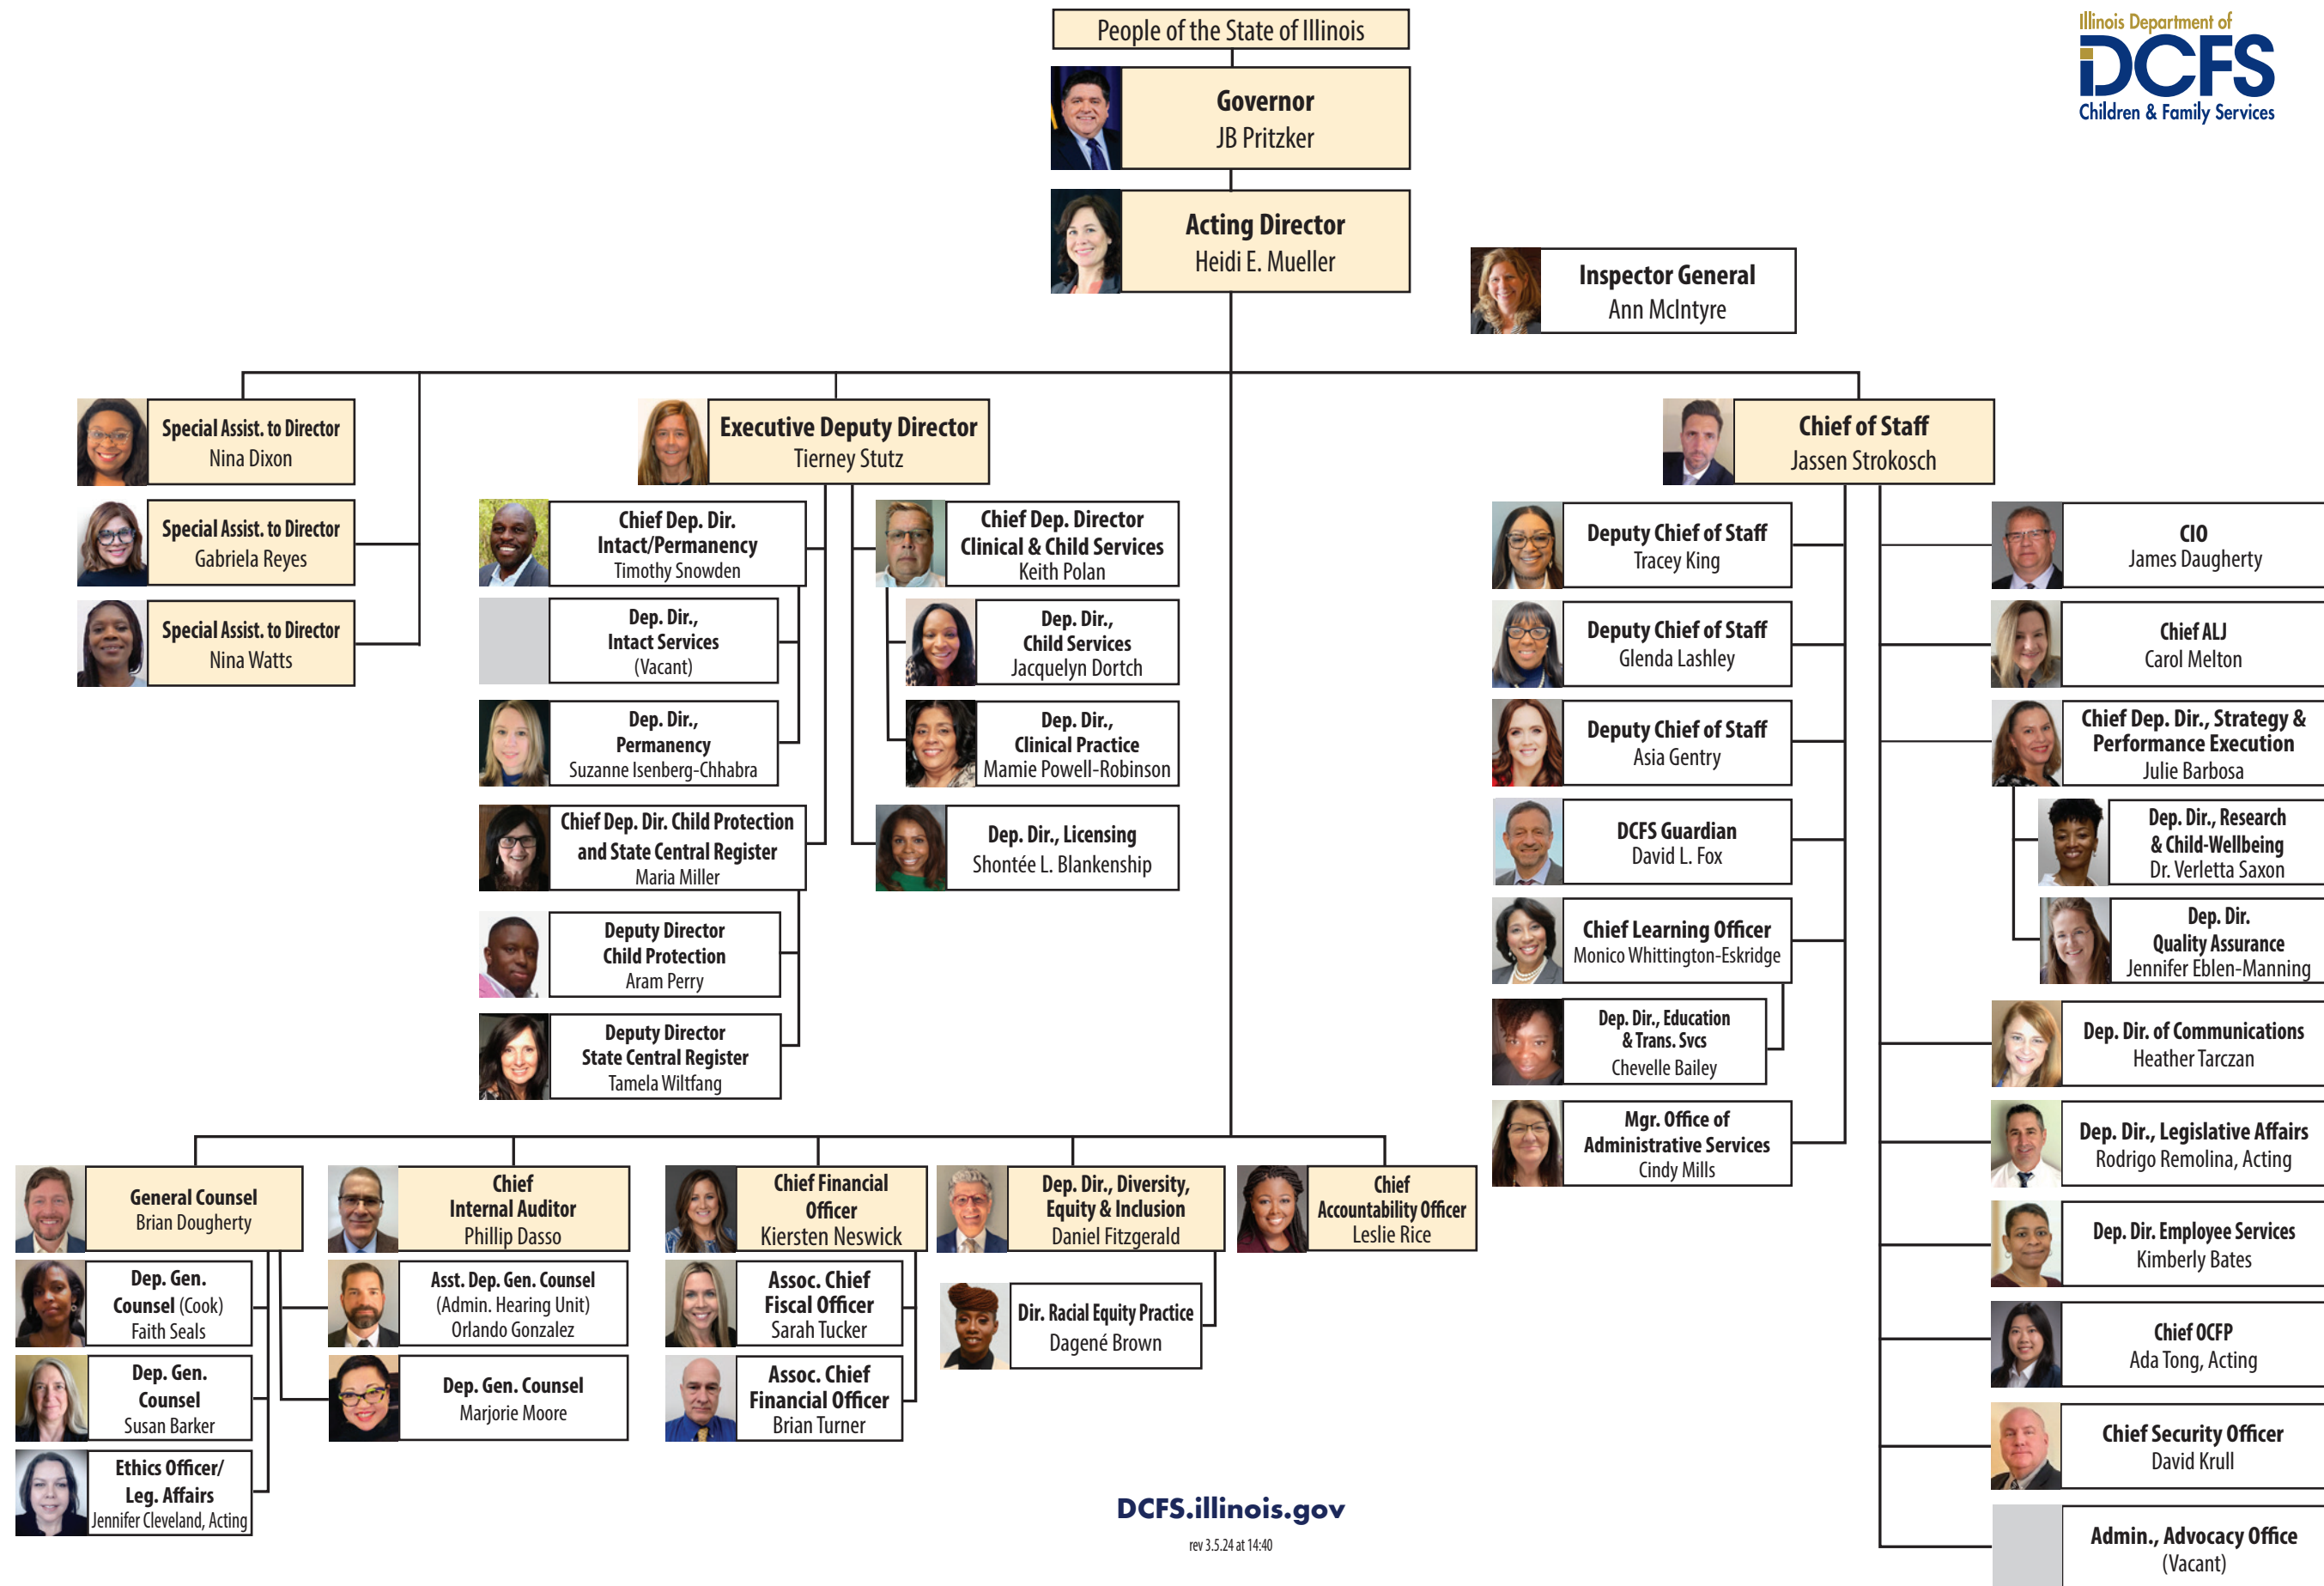 People of the State of Illinois
Illinois Department of
DCFS
Children & Family Services
Governor
JB Pritzker
Acting Director
Heidi E. Mueller
Inspector General
Ann McIntyre
Special Assist. to Director
Nina Dixon
Special Assist. to Director
Gabriela Reyes
Special Assist. to Director
Nina Watts
Executive Deputy Director
Tierney Stutz
Chief Dep. Dir.
Intact/Permanency
Timothy Snowden
Dep. Dir.,
Intact Services
(Vacant)
Dep. Dir.,
Permanency
Suzanne Isenberg-Chhabra
Chief Dep. Dir. Child Protection
and State Central Register
Maria Miller
Deputy Director
Child Protection
Aram Perry
Deputy Director
State Central Register
Tamela Wiltfang
Chief Dep. Director
Clinical & Child Services
Keith Polan
Dep. Dir.,
Child Services
Jacquelyn Dortch
Dep. Dir.,
Clinical Practice
Mamie Powell-Robinson
Dep. Dir., Licensing
Shontée L. Blankenship
Chief of Staff
Jassen Strokosch
Deputy Chief of Staff
Tracey King
Deputy Chief of Staff
Glenda Lashley
Deputy Chief of Staff
Asia Gentry
DCFS Guardian
David L. Fox
Chief Learning Officer
Monico Whittington-Eskridge
Dep. Dir., Education
& Trans. Svcs
Chevelle Bailey
Mgr. Office of
Administrative Services
Cindy Mills
CIO
James Daugherty
Chief ALJ
Carol Melton
Chief Dep. Dir., Strategy &
Performance Execution
Julie Barbosa
Dep. Dir., Research
& Child-Wellbeing
Dr. Verletta Saxon
Dep. Dir.
Quality Assurance
Jennifer Eblen-Manning
Dep. Dir. of Communications
Heather Tarczan
Dep. Dir., Legislative Affairs
Rodrigo Remolina, Acting
Dep. Dir. Employee Services
Kimberly Bates
Chief OCFP
Ada Tong, Acting
Chief Security Officer
David Krull
Admin., Advocacy Office
(Vacant)
General Counsel
Brian Dougherty
Dep. Gen.
Counsel (Cook)
Faith Seals
Dep. Gen.
Counsel
Susan Barker
Ethics Officer/
Leg. Affairs
Jennifer Cleveland, Acting
Chief
Internal Auditor
Phillip Dasso
Asst. Dep. Gen. Counsel
(Admin. Hearing Unit)
Orlando Gonzalez
Dep. Gen. Counsel
Marjorie Moore
Chief Financial
Officer
Kiersten Neswick
Assoc. Chief
Fiscal Officer
Sarah Tucker
Assoc. Chief
Financial Officer
Brian Turner
Dep. Dir., Diversity,
Equity & Inclusion
Daniel Fitzgerald
Dir. Racial Equity Practice
Dagené Brown
Chief
Accountability Officer
Leslie Rice
DCFS.illinois.gov
rev 3.5.24 at 14:40